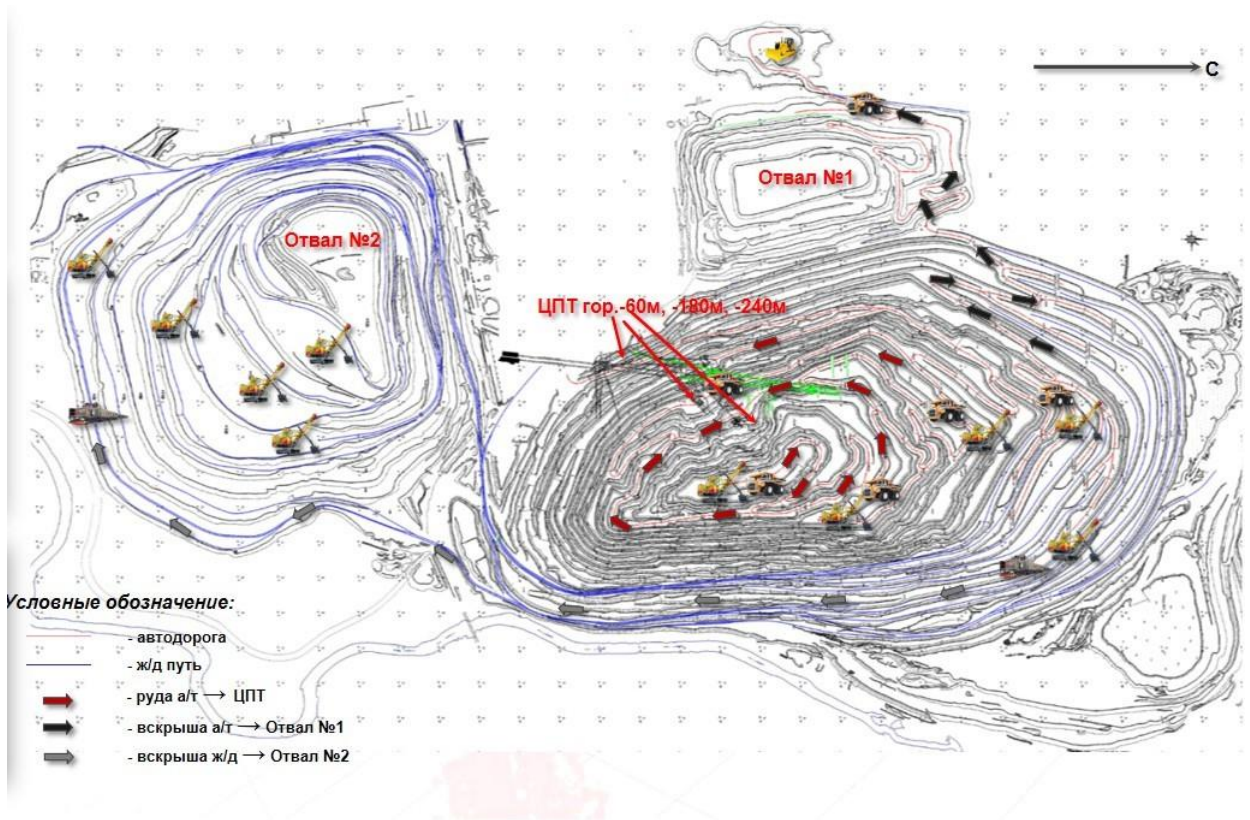 С
Отвал №1
Отвал №2
ЦПТ гор.-60м, -180м, -240м
Условные обозначение:
- автодорога
- ж/д путь
- руда а/т → ЦПТ
- вскрыша а/т → Отвал №1
- вскрыша ж/д → Отвал №2